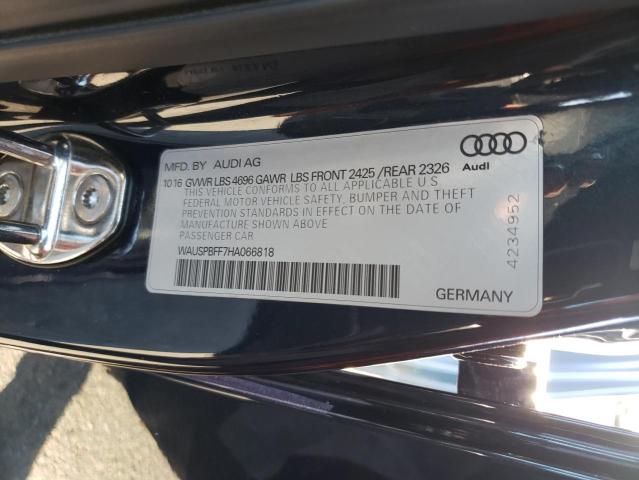 MFD. BY AUDI AG
Audi
10 16 GVWR LBS 4696 GAWR LBS FRONT 2425 /REAR 2326
THIS VEHICLE CONFORMS TO ALL APPLICABLE U S
FEDERAL MOTOR VEHICLE SAFETY, BUMPER AND THEFT
PREVENTION STANDARDS IN EFFECT ON THE DATE OF
MANUFACTURE SHOWN ABOVE
PASSENGER CAR
WAUSPBFF7HA066818
4234952
GERMANY